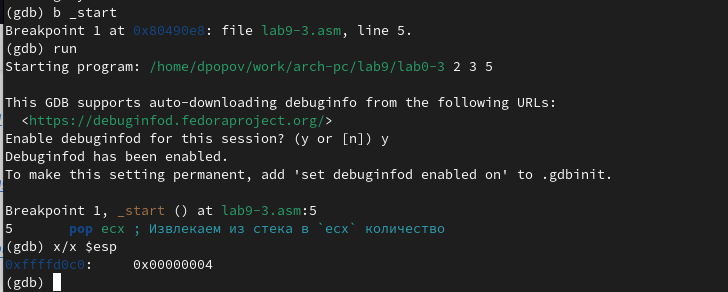 (gdb) b _start
Breakpoint 1 at 0x80490e8: file lab9-3.asm, line 5.
(gdb) run
Starting program: /home/dpopov/work/arch-pc/lab9/lab0-3 2 3 5
This GDB supports auto-downloading debuginfo from the following URLs:
<https://debuginfod.fedoraproject.org/>
Enable debuginfod for this session? (y or [n]) y
Debuginfod has been enabled.
To make this setting permanent, add 'set debuginfod enabled on' to .gdbinit.
Breakpoint 1, _start () at lab9-3.asm:5
5 pop ecx ; Извлекаем из стека в `ecx` количество
(gdb) x/x $esp
0xffffd0c0: 0x00000004
(gdb)